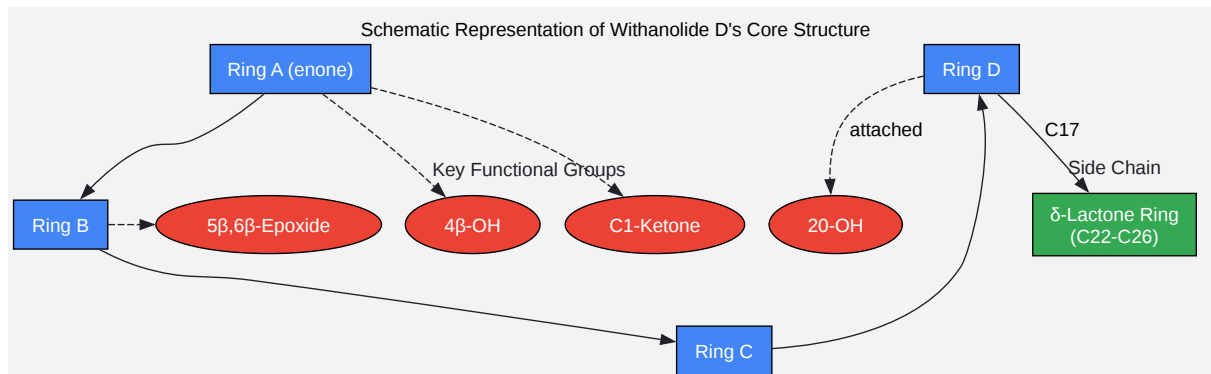 Schematic Representation of Withanolide D's Core Structure
Ring A (enone)
Ring D
attached
C17
Key Functional Groups
Side Chain
Ring B
5β,6β-Epoxide
4β-OH
C1-Ketone
20-OH
δ-Lactone Ring
(C22-C26)
Ring C